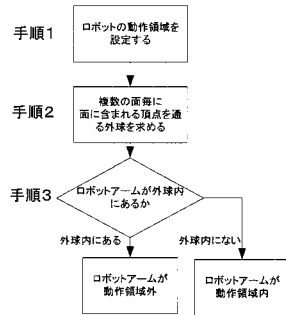 手順1
ロボットの動作領域を
設定する
手順2
複数の面毎に
面に含まれる頂点を通
る外球を求める
手順3
ロボットアームが外球内
にあるか
外球内にある
外球内にない
ロボットアームが
動作領域外
ロボットアームが
動作領域内